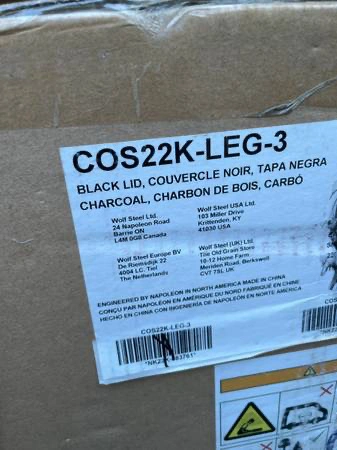 COS22K-LEG-3
BLACK LID, COUVERCLE NOIR, TAPA NEGRA
CHARCOAL, CHARBON DE BOIS, CARBÓ
Wolf Steel Ltd.
24 Napoleon Road
Barrie ON
L4M 0G8 Canada
Wolf Steel USA Ltd.
103 Miller Drive
Krittenden, KY
41030 USA
Wolf Steel Europe BV
De Riemsdijk 22
4004 LC. Tiel
The Netherlands
Wolf Steel (UK) Ltd.
The Old Grain Store
10-12 Home Farm
Meriden Road, Berkswell
CV7 7SL UK
ENGINEERED BY NAPOLEON IN NORTH AMERICA MADE IN CHINA
CONÇU PAR NAPOLÉON EN AMÉRIQUE DU NORD FABRIQUÉ EN CHINE
HECHO EN CHINA CON INGENIERÍA DE NAPOLEÓN EN NORTE AMÉRICA
COS22K-LEG-3
COS22K-LEG-3